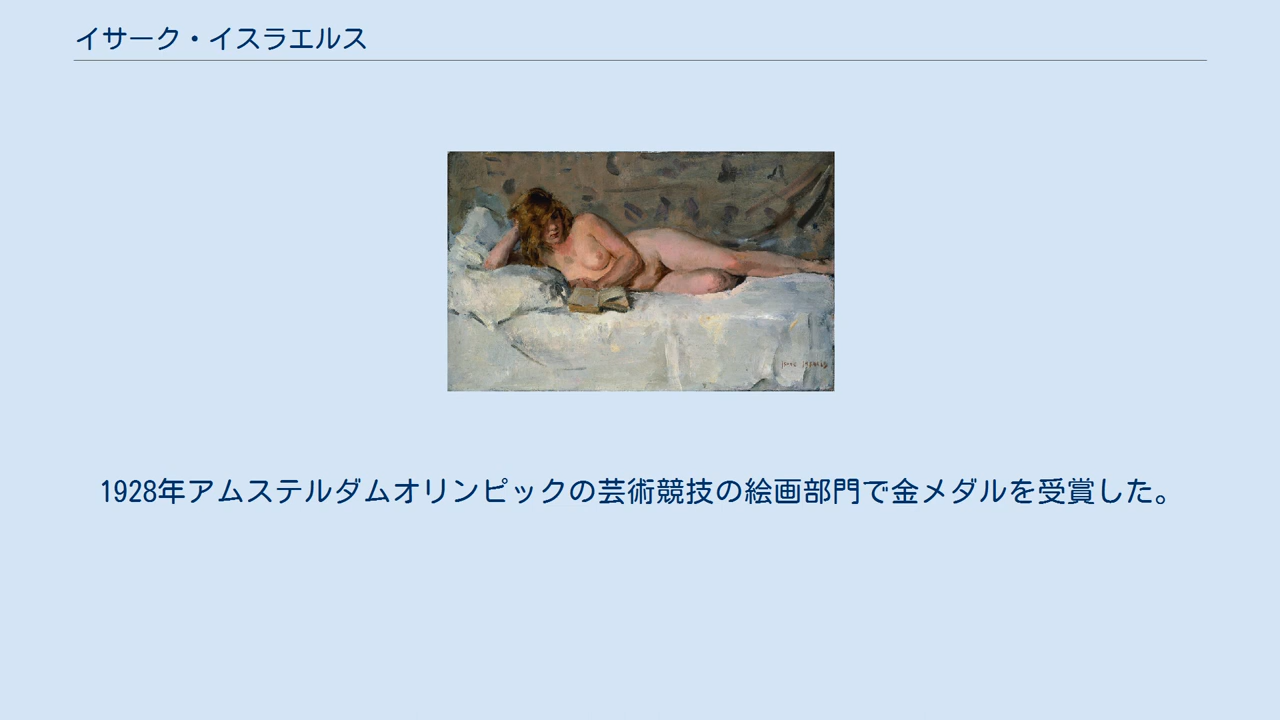 イサーク・イスラエルス
1928年アムステルダムオリンピックの芸術競技の絵画部門で金メダルを受賞した。